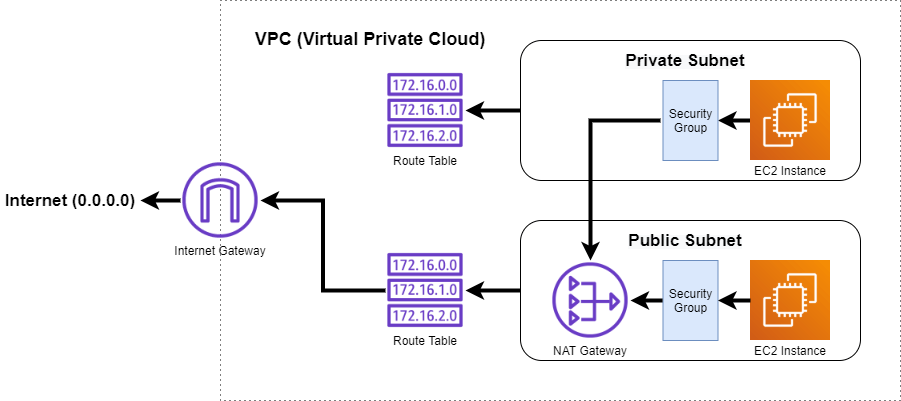 VPC (Virtual Private Cloud)
Private Subnet
172.16.0.0
172.16.1.0
172.16.2.0
Route Table
Security
Group
EC2 Instance
Internet (0.0.0.0)
Internet Gateway
Public Subnet
172.16.0.0
172.16.1.0
172.16.2.0
Route Table
NAT Gateway
Security
Group
EC2 Instance